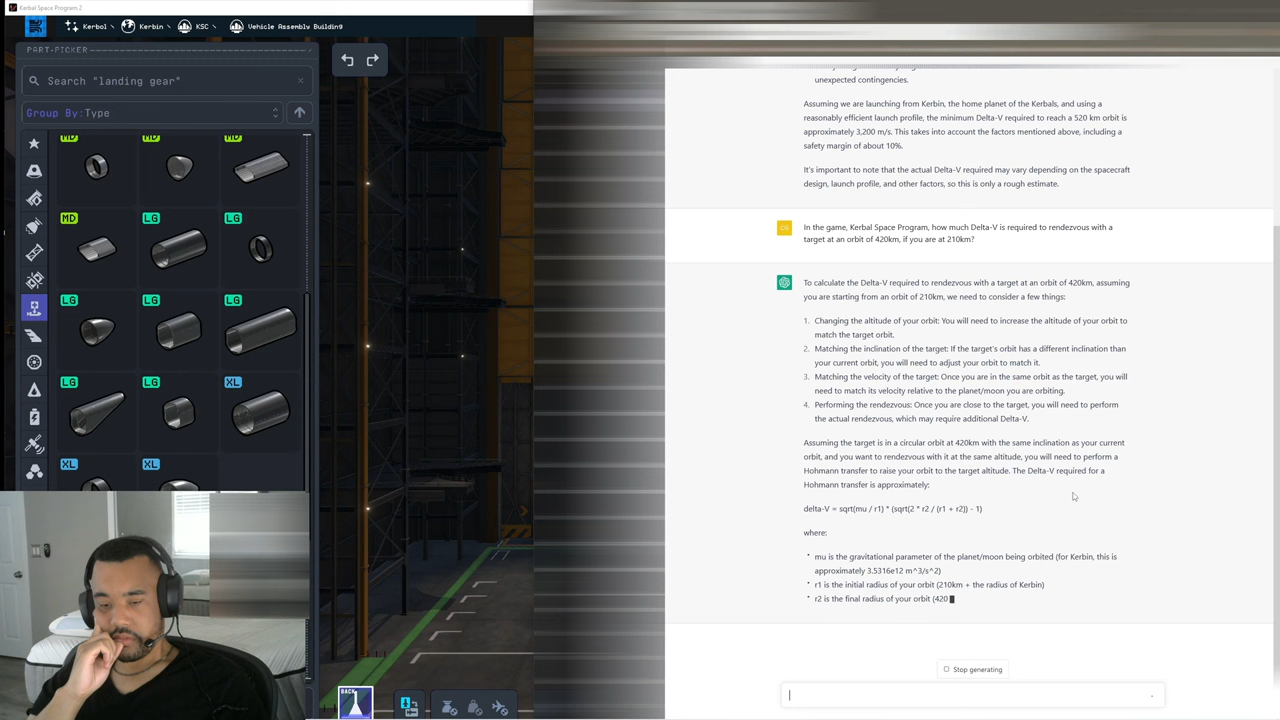 Kerbal Space Program 2
Kerbol
Kerbin
KSC
Vehicle Assembly Building
PART-PICKER
Search "landing gear"
Group By:Type
MD
MD
MD
MD
LG
LG
LG
LG
LG
LG
LG
XL
XL
XL
BACK
unexpected contingencies.
Assuming we are launching from Kerbin, the home planet of the Kerbals, and using a
reasonably efficient launch profile, the minimum Delta-V required to reach a 520 km orbit is
approximately 3,200 m/s. This takes into account the factors mentioned above, including a
safety margin of about 10%.
It's important to note that the actual Delta-V required may vary depending on the spacecraft
design, launch profile, and other factors, so this is only a rough estimate.
In the game, Kerbal Space Program, how much Delta-V is required to rendezvous with a
target at an orbit of 420km, if you are at 210km?
To calculate the Delta-V required to rendezvous with a target at an orbit of 420km, assuming
you are starting from an orbit of 210km, we need to consider a few things:
1. Changing the altitude of your orbit: You will need to increase the altitude of your orbit to
match the target orbit.
2. Matching the inclination of the target: If the target's orbit has a different inclination than
your current orbit, you will need to adjust your orbit to match it.
3. Matching the velocity of the target: Once you are in the same orbit as the target, you will
need to match its velocity relative to the planet/moon you are orbiting.
4. Performing the rendezvous: Once you are close to the target, you will need to perform
the actual rendezvous, which may require additional Delta-V.
Assuming the target is in a circular orbit at 420km with the same inclination as your current
orbit, and you want to rendezvous with it at the same altitude, you will need to perform a
Hohmann transfer to raise your orbit to the target altitude. The Delta-V required for a
Hohmann transfer is approximately:
delta-V = sqrt(mu / r1) * (sqrt(2 * r2 / (r1 + r2)) - 1)
where:
• mu is the gravitational parameter of the planet/moon being orbited (for Kerbin, this is
approximately 3.5316e12 m^3/s^2)
• r1 is the initial radius of your orbit (210km + the radius of Kerbin)
• r2 is the final radius of your orbit (420
Stop generating